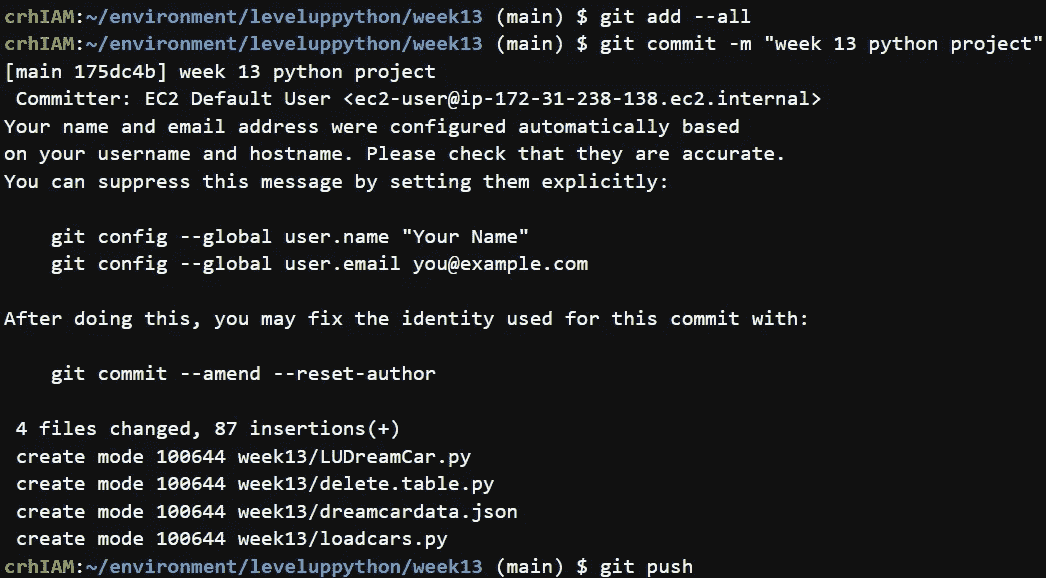 crhIAM:~/environment/leveluppython/week13 (main) $ git add --all
crhIAM:~/environment/leveluppython/week13 (main) $ git commit -m "week 13 python project"
[main 175dc4b] week 13 python project
 Committer: EC2 Default User <ec2-user@ip-172-31-238-138.ec2.internal>
Your name and email address were configured automatically based
on your username and hostname. Please check that they are accurate.
You can suppress this message by setting them explicitly:

    git config --global user.name "Your Name"
    git config --global user.email you@example.com

After doing this, you may fix the identity used for this commit with:

    git commit --amend --reset-author

 4 files changed, 87 insertions(+)
 create mode 100644 week13/LUDreamCar.py
 create mode 100644 week13/delete.table.py
 create mode 100644 week13/dreamcardata.json
 create mode 100644 week13/loadcars.py
crhIAM:~/environment/leveluppython/week13 (main) $ git push